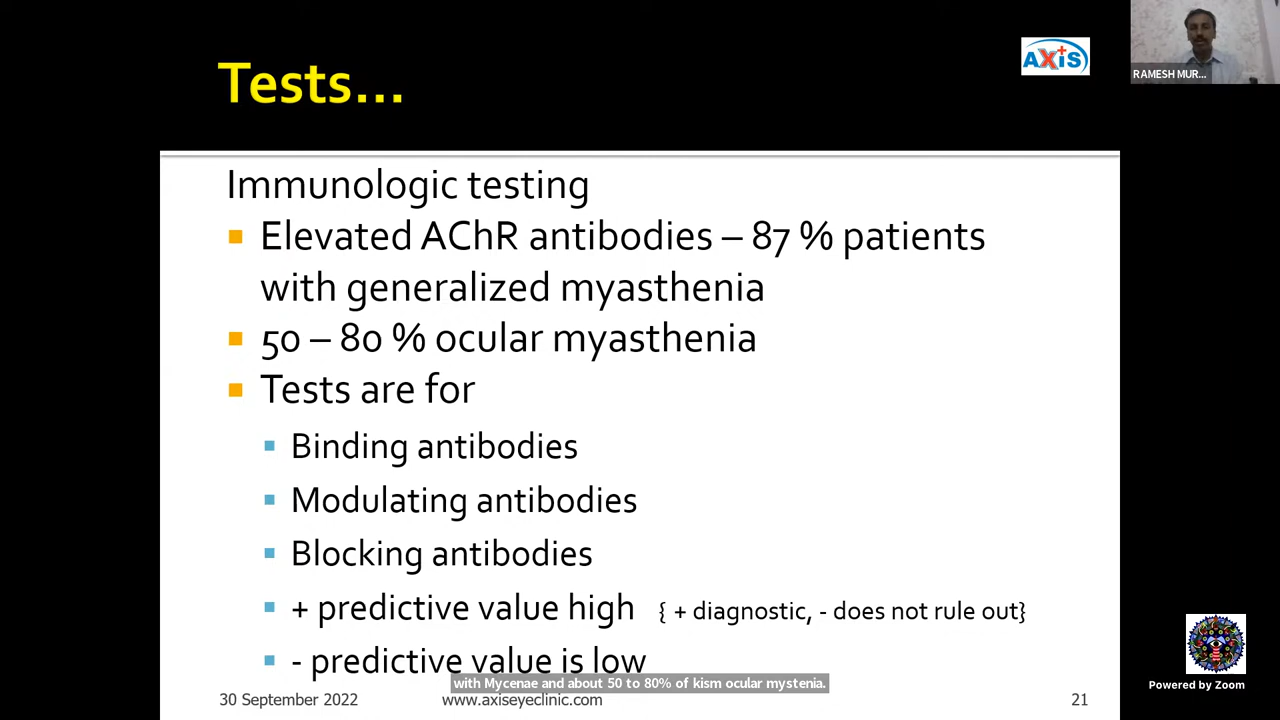 Tests...
AXiS
RAMESH MUR...
Immunologic testing
Elevated AChR antibodies – 87 % patients
with generalized myasthenia
50 – 80 % ocular myasthenia
Tests are for
Binding antibodies
Modulating antibodies
Blocking antibodies
+ predictive value high { + diagnostic, - does not rule out}
- predictive value is low
with Mycenae and about 50 to 80% of kism ocular mystenia.
30 September 2022 www.axiseyeclinic.com 21
Powered by Zoom